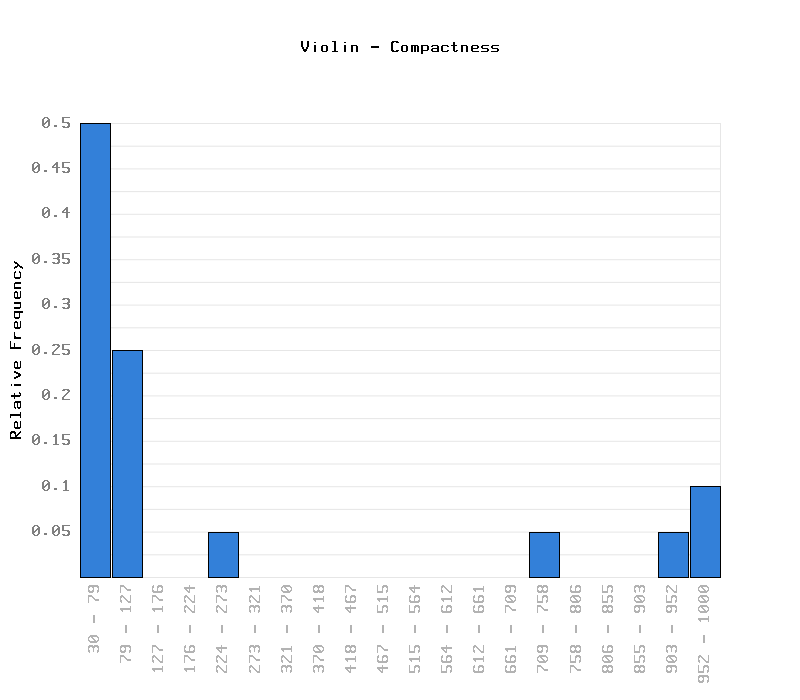 Violin - Compactness
Relative Frequency
0.5
0.45
0.4
0.35
0.3
0.25
0.2
0.15
0.1
0.05
30 - 79
79 - 127
127 - 176
176 - 224
224 - 273
273 - 321
321 - 370
370 - 418
418 - 467
467 - 515
515 - 564
564 - 612
612 - 661
661 - 709
709 - 758
758 - 806
806 - 855
855 - 903
903 - 952
952 - 1000